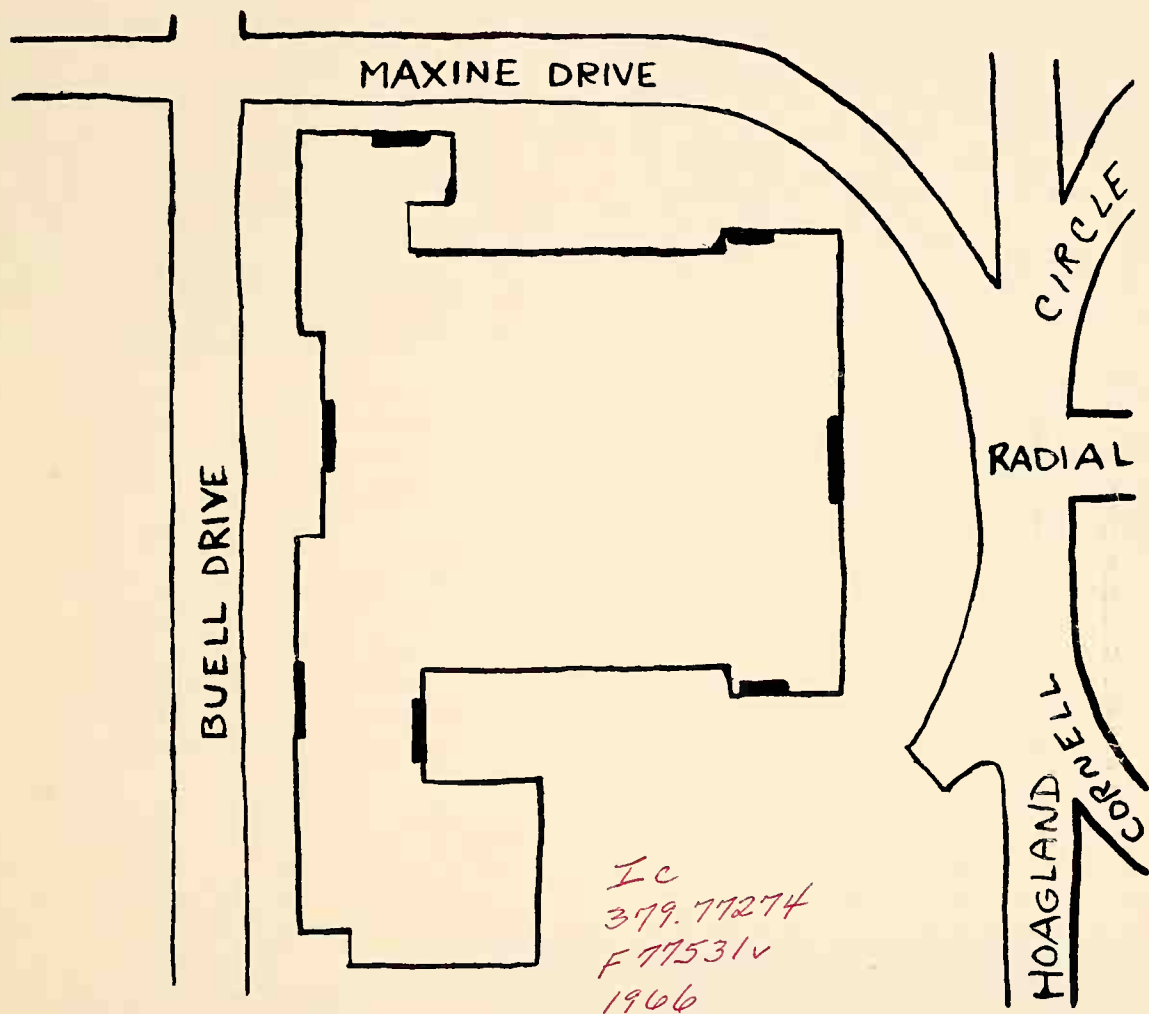 MAXINE DRIVE
CIRCLE
RADIAL
BUELL DRIVE
CORNELL
HOAGLAND
Ic
379.77274
F77531v
1966